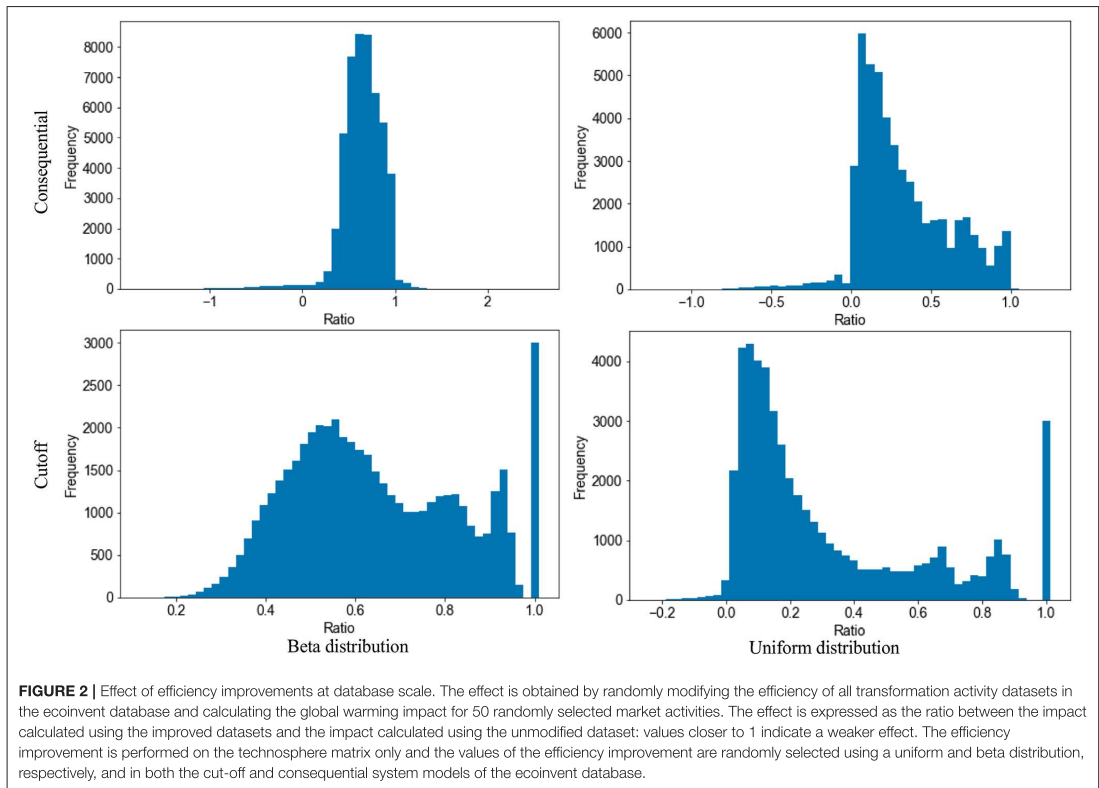 Consequential
Frequency
8000
7000
6000
5000
4000
3000
2000
1000
0
−1 0 1 2
Ratio
Frequency
6000
5000
4000
3000
2000
1000
0
−1.0 −0.5 0.0 0.5 1.0
Ratio
Cutoff
Frequency
3000
2500
2000
1500
1000
500
0
0.2 0.4 0.6 0.8 1.0
Ratio
Beta distribution
Frequency
4000
3000
2000
1000
0
−0.2 0.0 0.2 0.4 0.6 0.8 1.0
Ratio
Uniform distribution
FIGURE 2 | Effect of efficiency improvements at database scale. The effect is obtained by randomly modifying the efficiency of all transformation activity datasets in
the ecoinvent database and calculating the global warming impact for 50 randomly selected market activities. The effect is expressed as the ratio between the impact
calculated using the improved datasets and the impact calculated using the unmodified dataset: values closer to 1 indicate a weaker effect. The efficiency
improvement is performed on the technosphere matrix only and the values of the efficiency improvement are randomly selected using a uniform and beta distribution,
respectively, and in both the cut-off and consequential system models of the ecoinvent database.